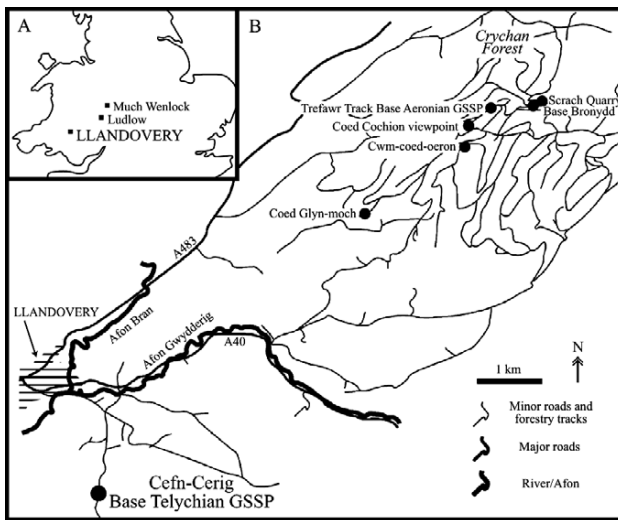 A
Much Wenlock
Ludlow
LLANDOVERY
B
Crychan
Forest
Scrach Quarry
Trefawr Track Base Aeronian GSSP
Base Bronydd
Coed Cochion viewpoint
Cwm-coed-oeron
Coed Glyn-moch
A483
LLANDOVERY
Afon Bran
Afon Gwydderig
A40
N
1 km
Minor roads and
forestry tracks
Major roads
River/Afon
Cefn-Cerig
Base Telychian GSSP